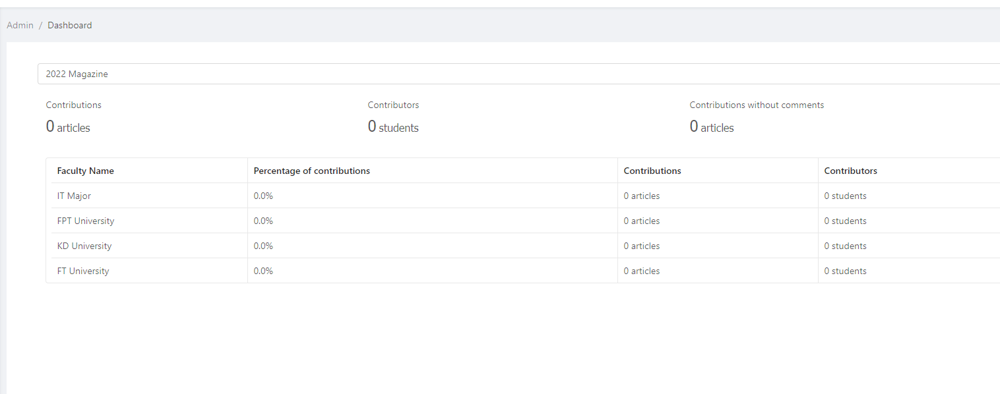 Admin / Dashboard
2022 Magazine
Contributions Contributors Contributions without comments
0 articles 0 students 0 articles
Faculty Name Percentage of contributions Contributions Contributors
IT Major 0.0% 0 articles 0 students
FPT University 0.0% 0 articles 0 students
KD University 0.0% 0 articles 0 students
FT University 0.0% 0 articles 0 students